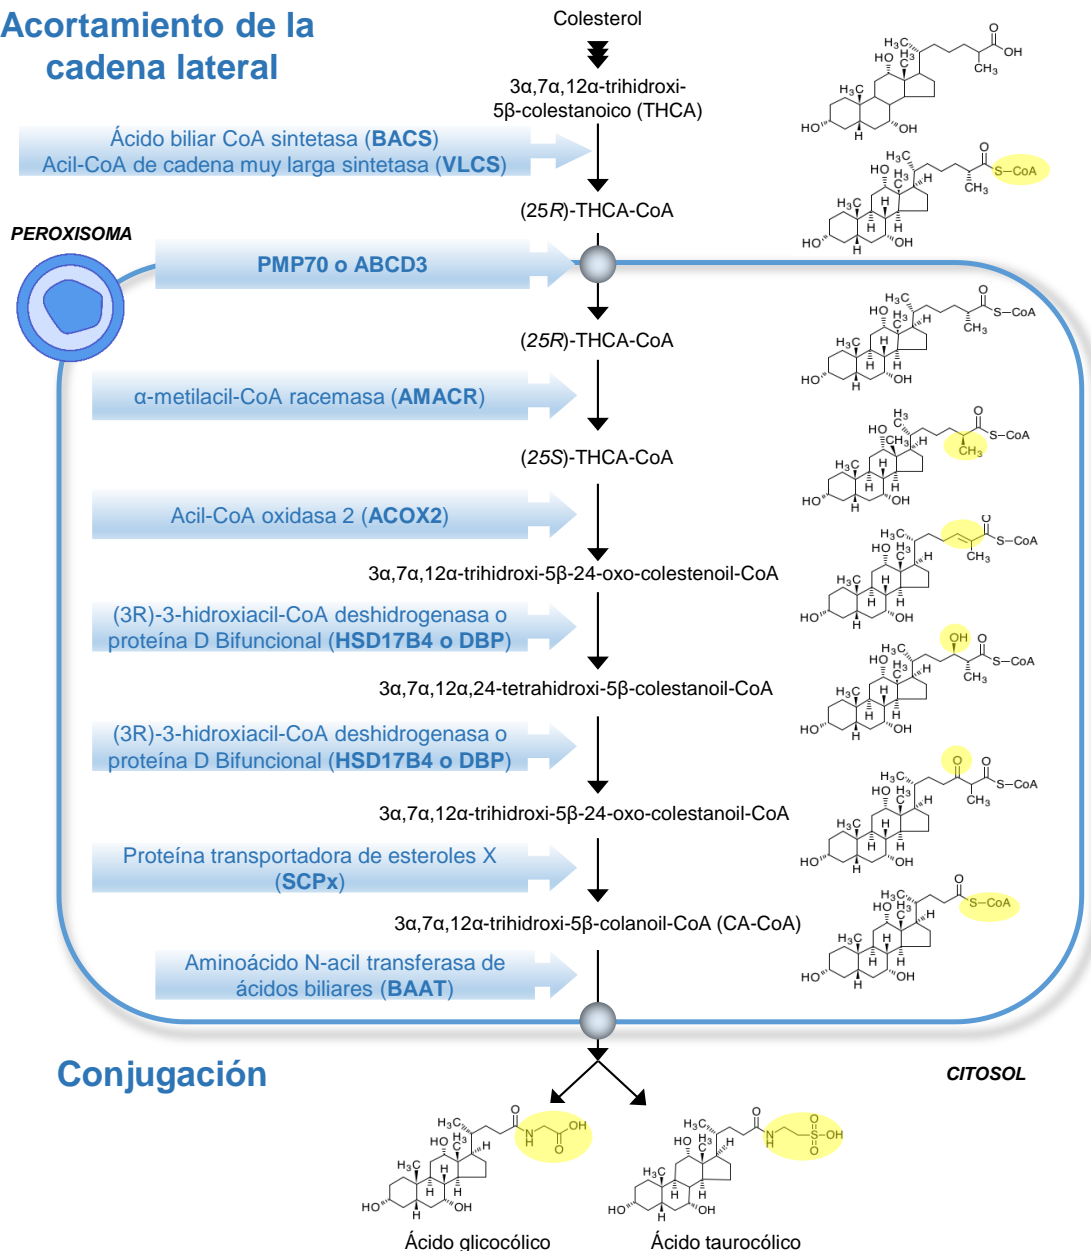 Acortamiento de la
cadena lateral
Colesterol
3α,7α,12α-trihidroxi-
5β-colestanoico (THCA)
Ácido biliar CoA sintetasa (BACS)
Acil-CoA de cadena muy larga sintetasa (VLCS)
(25R)-THCA-CoA
PEROXISOMA
PMP70 o ABCD3
(25R)-THCA-CoA
α-metilacil-CoA racemasa (AMACR)
(25S)-THCA-CoA
Acil-CoA oxidasa 2 (ACOX2)
3α,7α,12α-trihidroxi-5β-24-oxo-colestenoil-CoA
(3R)-3-hidroxiacil-CoA deshidrogenasa o
proteína D Bifuncional (HSD17B4 o DBP)
3α,7α,12α,24-tetrahidroxi-5β-colestanoil-CoA
(3R)-3-hidroxiacil-CoA deshidrogenasa o
proteína D Bifuncional (HSD17B4 o DBP)
3α,7α,12α-trihidroxi-5β-24-oxo-colestanoil-CoA
Proteína transportadora de esteroles X
(SCPx)
3α,7α,12α-trihidroxi-5β-colanoil-CoA (CA-CoA)
Aminoácido N-acil transferasa de
ácidos biliares (BAAT)
Conjugación
CITOSOL
Ácido glicocólico
Ácido taurocólico